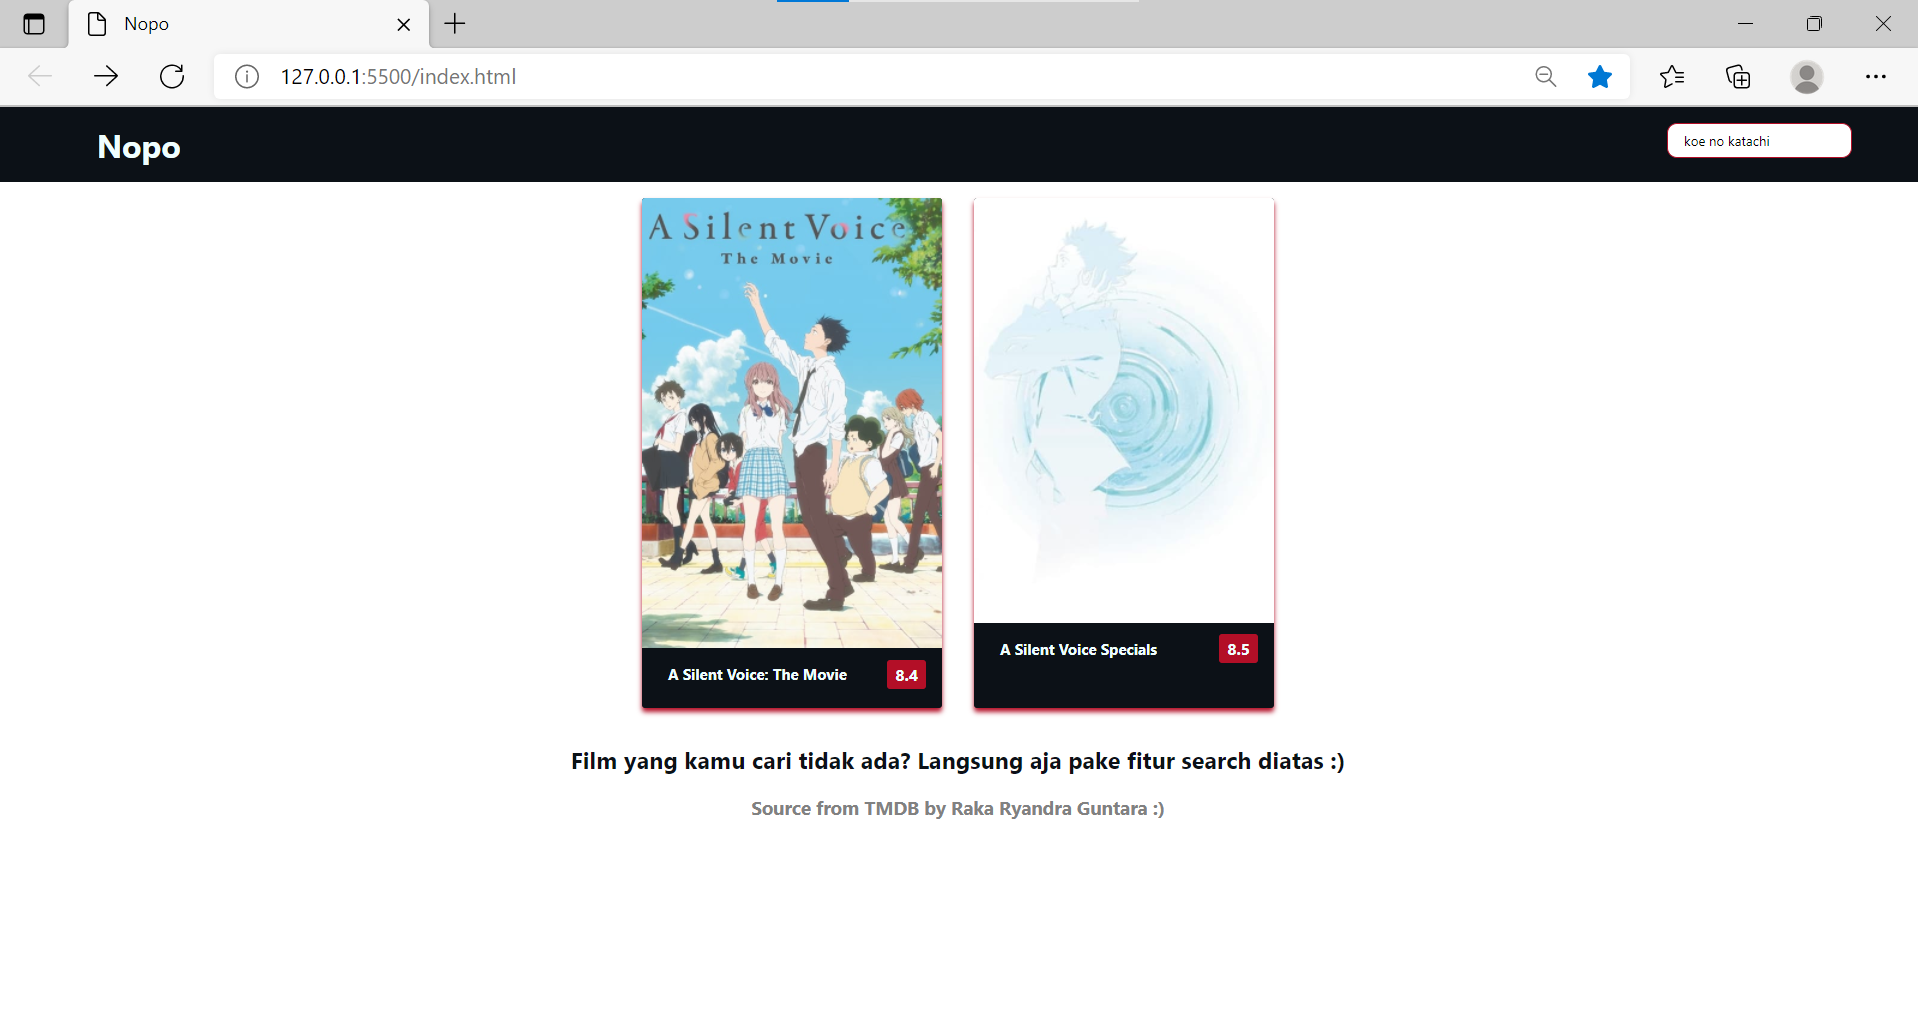 Nopo
127.0.0.1:5500/index.html
Nopo
koe no katachi
A Silent Voice
The Movie
A Silent Voice: The Movie
8.4
A Silent Voice Specials
8.5
Film yang kamu cari tidak ada? Langsung aja pake fitur search diatas :)
Source from TMDB by Raka Ryandra Guntara :)